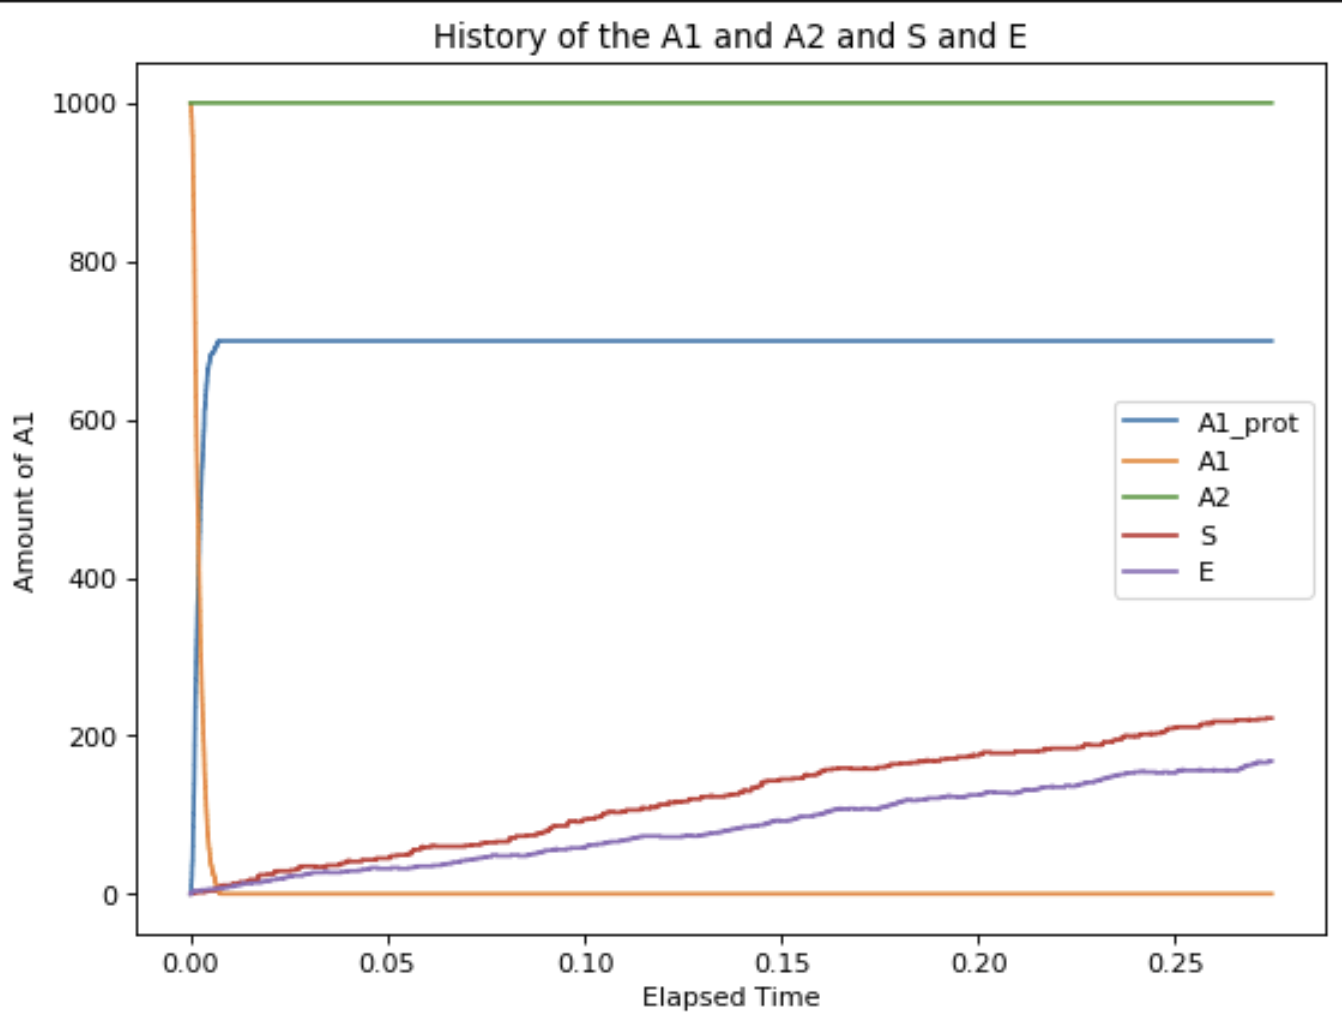 History of the A1 and A2 and S and E
Amount of A1
1000
800
600
400
200
0
A1_prot
A1
A2
S
E
0.00 0.05 0.10 0.15 0.20 0.25
Elapsed Time